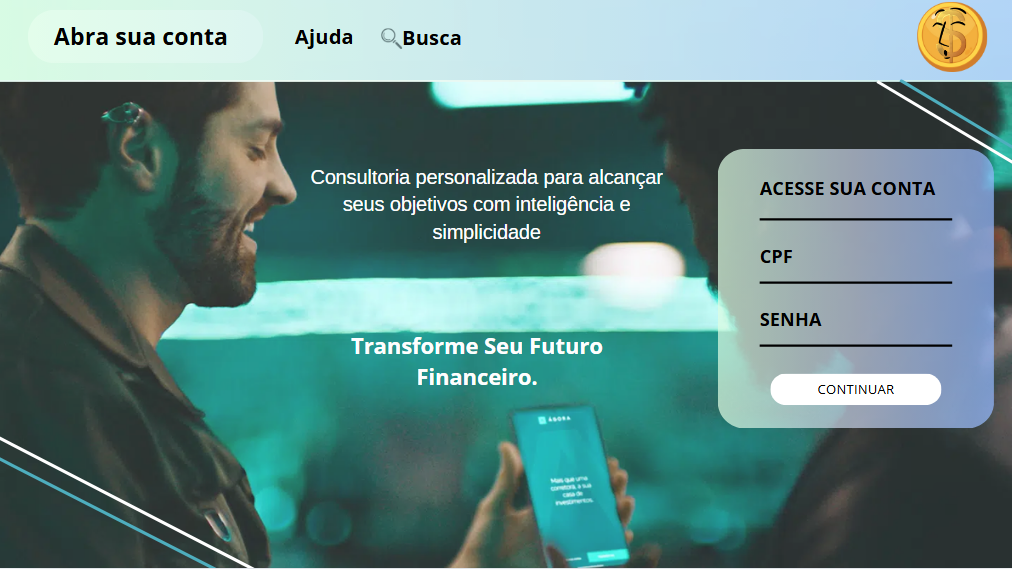 Abra sua conta
Ajuda
Busca
Consultoria personalizada para alcançar
seus objetivos com inteligência e
simplicidade
Transforme Seu Futuro
Financeiro.
ACESSE SUA CONTA
CPF
SENHA
CONTINUAR
ÁGORA
Mais que uma
corretora, a sua
casa de
investimentos.